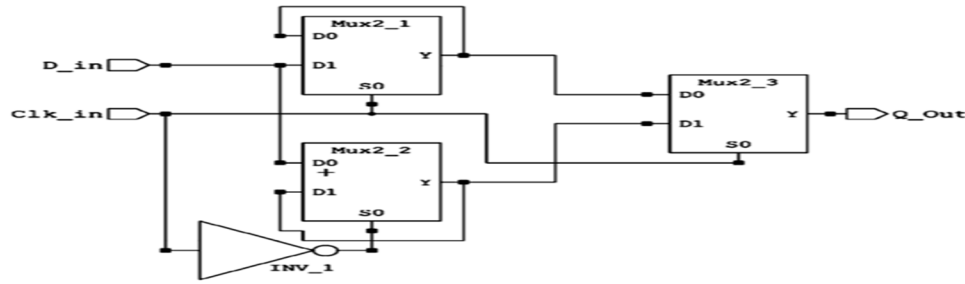 Mux2_1
D0
D_in
D1
Y
S0
Mux2_3
D0
Clk_in
D1
Y
Q_Out
S0
Mux2_2
D0
+
D1
Y
S0
INV_1